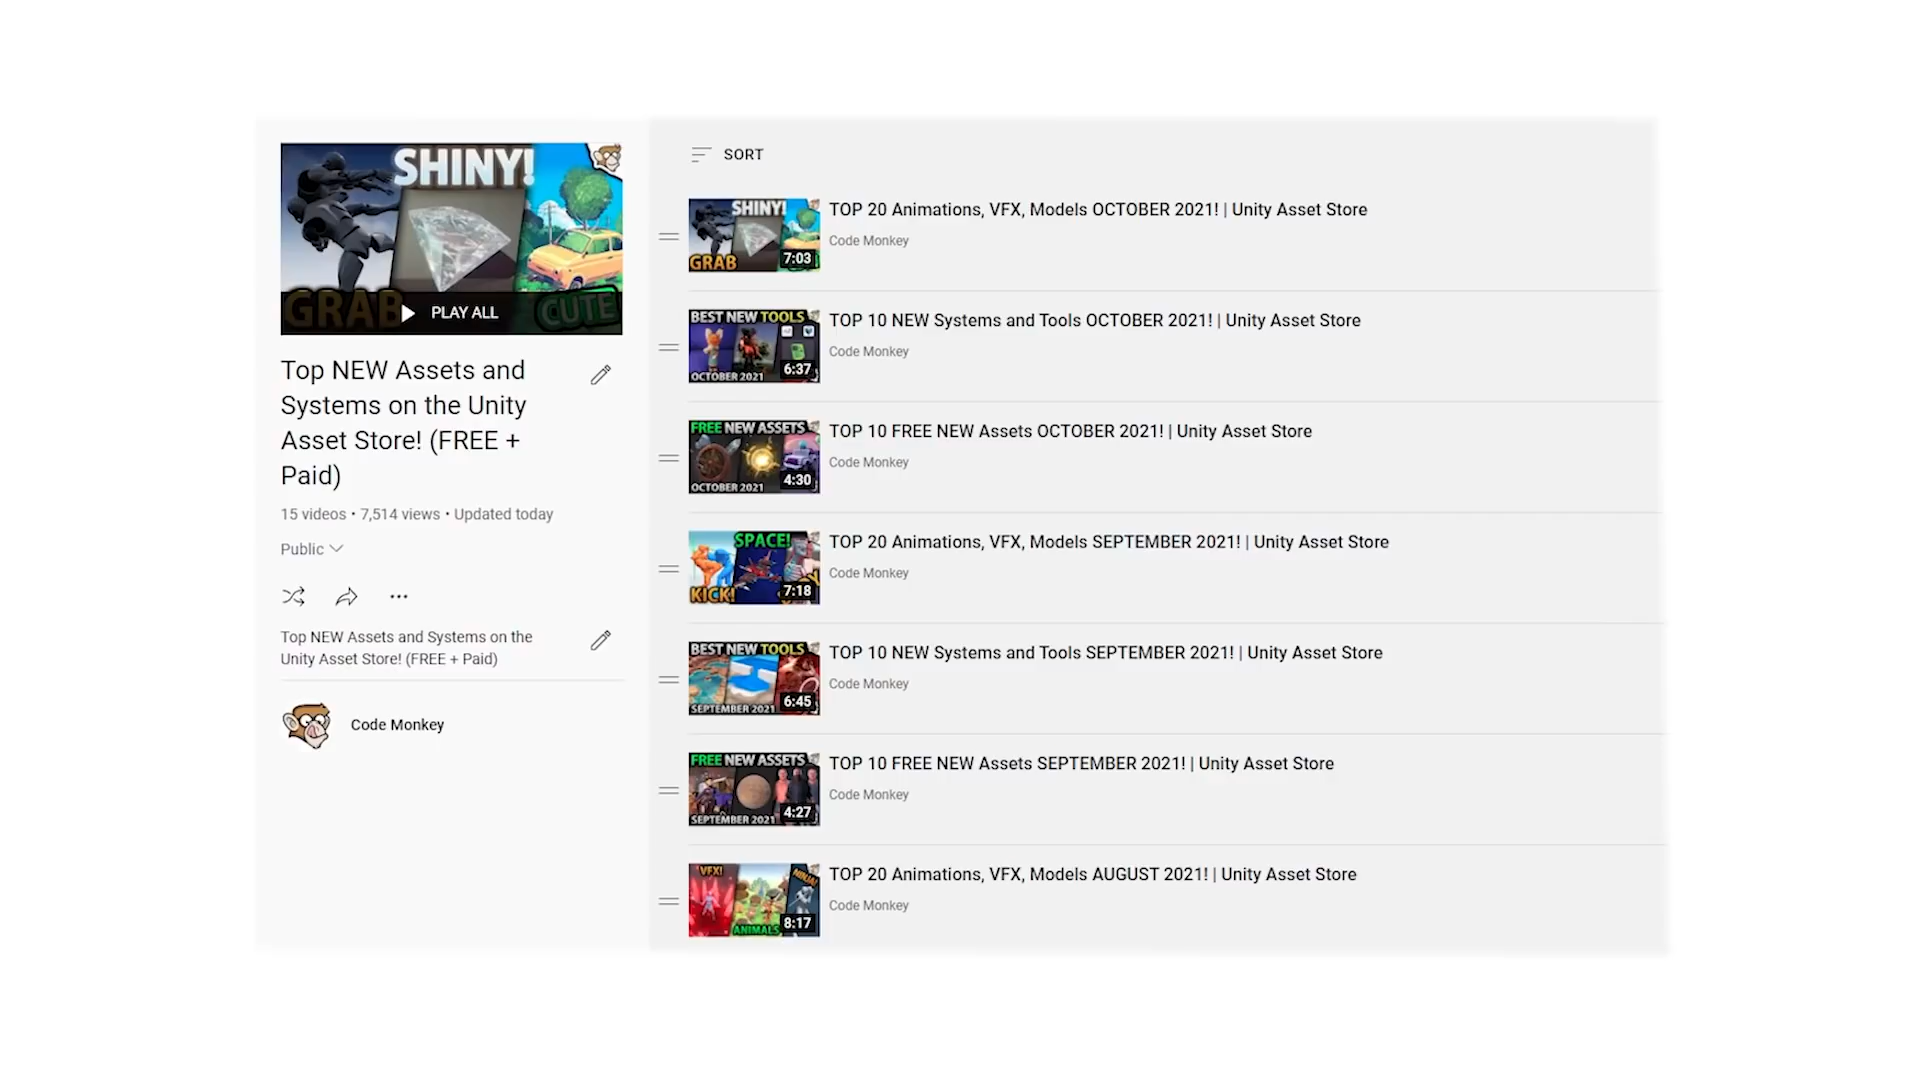 SHINY!
GRAB
CUTE
PLAY ALL
Top NEW Assets and
Systems on the Unity
Asset Store! (FREE +
Paid)
15 videos • 7,514 views • Updated today
Public
Top NEW Assets and Systems on the
Unity Asset Store! (FREE + Paid)
Code Monkey
SORT
SHINY!
GRAB
7:03
TOP 20 Animations, VFX, Models OCTOBER 2021! | Unity Asset Store
Code Monkey
BEST NEW TOOLS
OCTOBER 2021
6:37
TOP 10 NEW Systems and Tools OCTOBER 2021! | Unity Asset Store
Code Monkey
FREE NEW ASSETS
OCTOBER 2021
4:30
TOP 10 FREE NEW Assets OCTOBER 2021! | Unity Asset Store
Code Monkey
SPACE!
KICK!
7:18
TOP 20 Animations, VFX, Models SEPTEMBER 2021! | Unity Asset Store
Code Monkey
BEST NEW TOOLS
SEPTEMBER 2021
6:45
TOP 10 NEW Systems and Tools SEPTEMBER 2021! | Unity Asset Store
Code Monkey
FREE NEW ASSETS
SEPTEMBER 2021
4:27
TOP 10 FREE NEW Assets SEPTEMBER 2021! | Unity Asset Store
Code Monkey
VFX!
NINJA!
ANIMALS
8:17
TOP 20 Animations, VFX, Models AUGUST 2021! | Unity Asset Store
Code Monkey